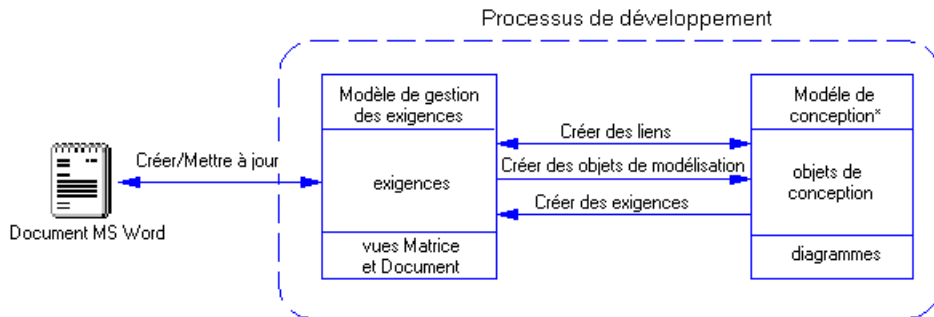 Processus de développement
Modèle de gestion
des exigences
Modéle de
conception*
Créer des liens
Créer/Mettre à jour
Créer des objets de modélisation
exigences
objets de
conception
Créer des exigences
Document MS Word
vues Matrice
et Document
diagrammes